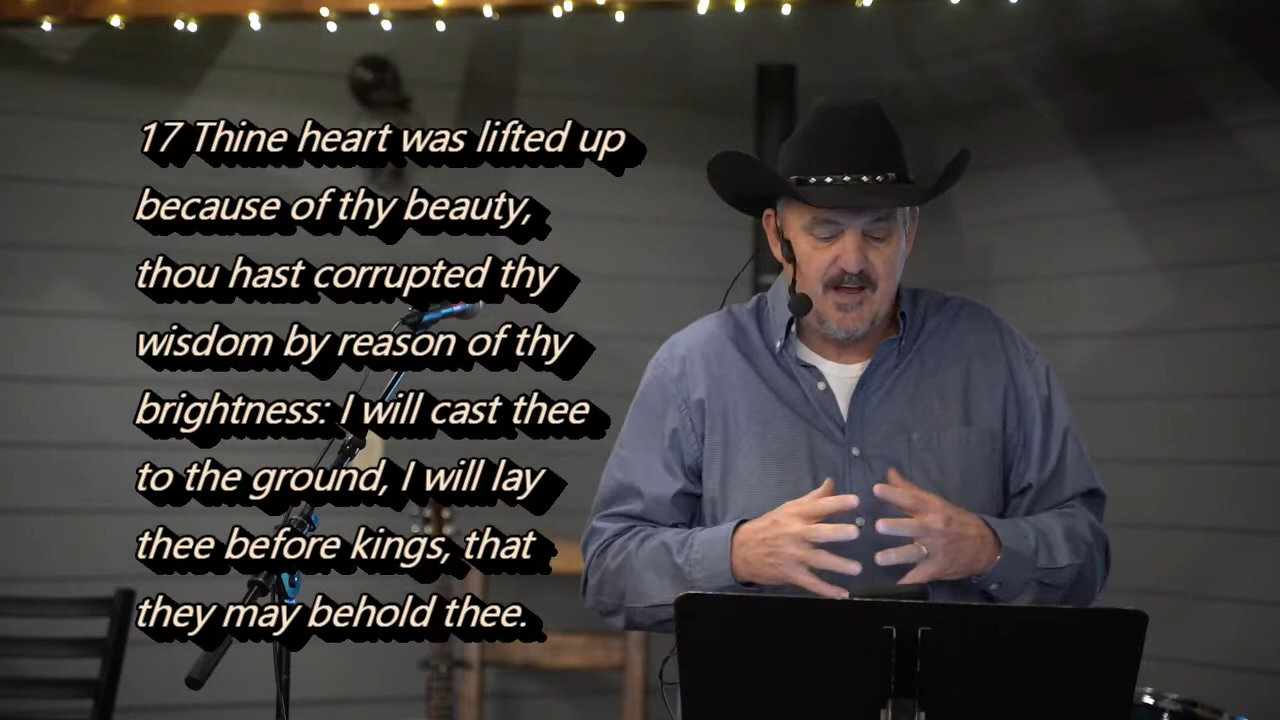 17 Thine heart was lifted up
because of thy beauty,
thou hast corrupted thy
wisdom by reason of thy
brightness: I will cast thee
to the ground, I will lay
thee before kings, that
they may behold thee.